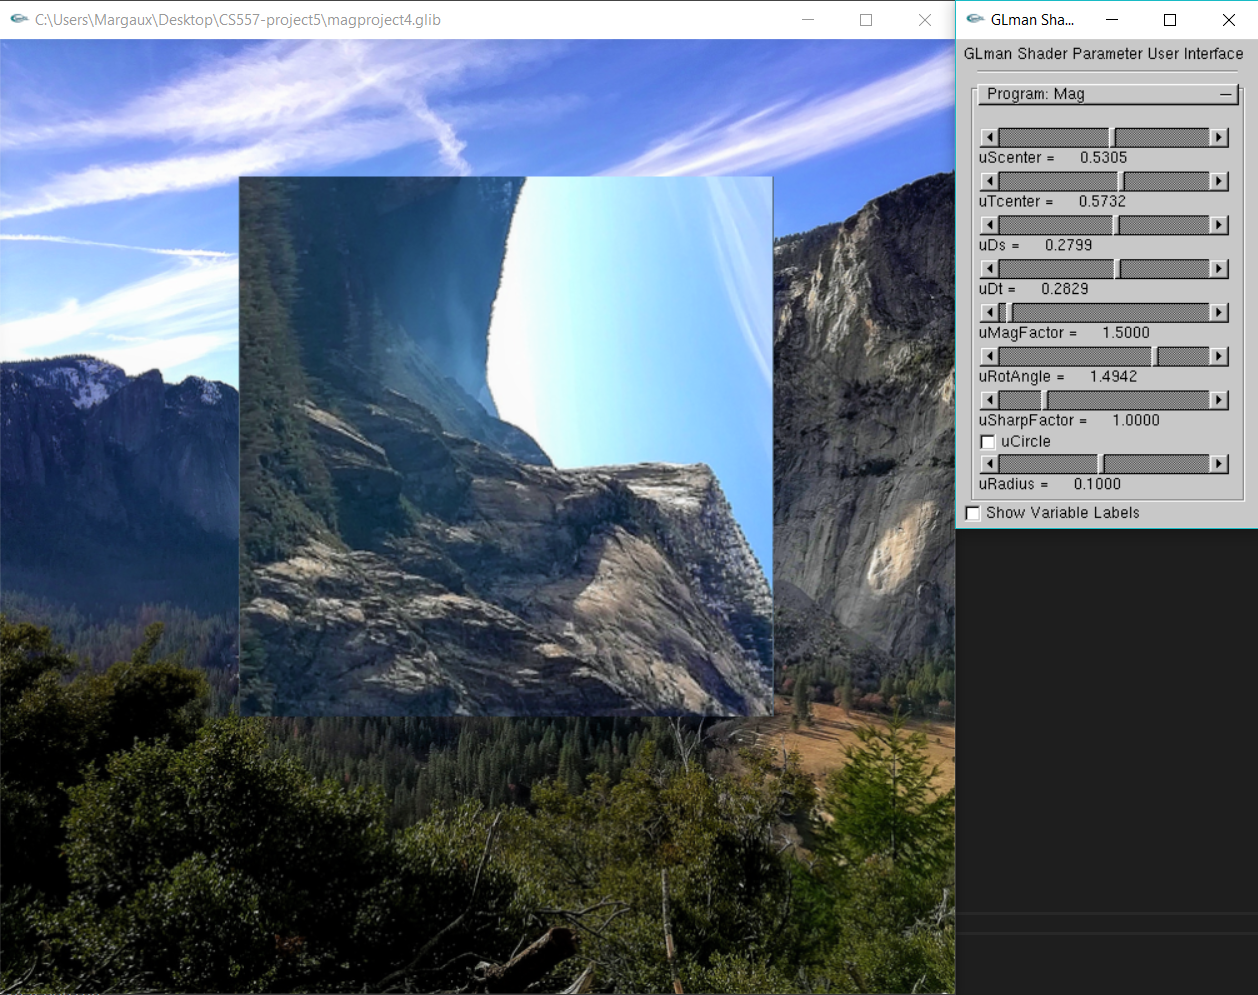 C:\Users\Margaux\Desktop\CS557-project5\magproject4.glib
GLman Sha...
GLman Shader Parameter User Interface
Program: Mag
uScenter = 0.5305
uTcenter = 0.5732
uDs = 0.2799
uDt = 0.2829
uMagFactor = 1.5000
uRotAngle = 1.4942
uSharpFactor = 1.0000
uCircle
uRadius = 0.1000
Show Variable Labels